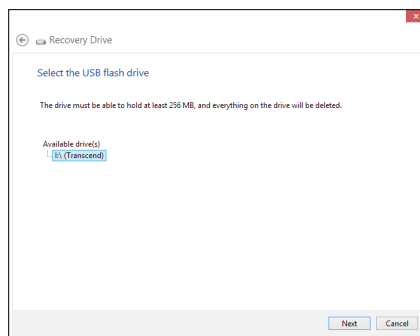 Recovery Drive
Select the USB flash drive
The drive must be able to hold at least 256 MB, and everything on the drive will be deleted.
Available drive(s)
I:\ (Transcend)
Next Cancel